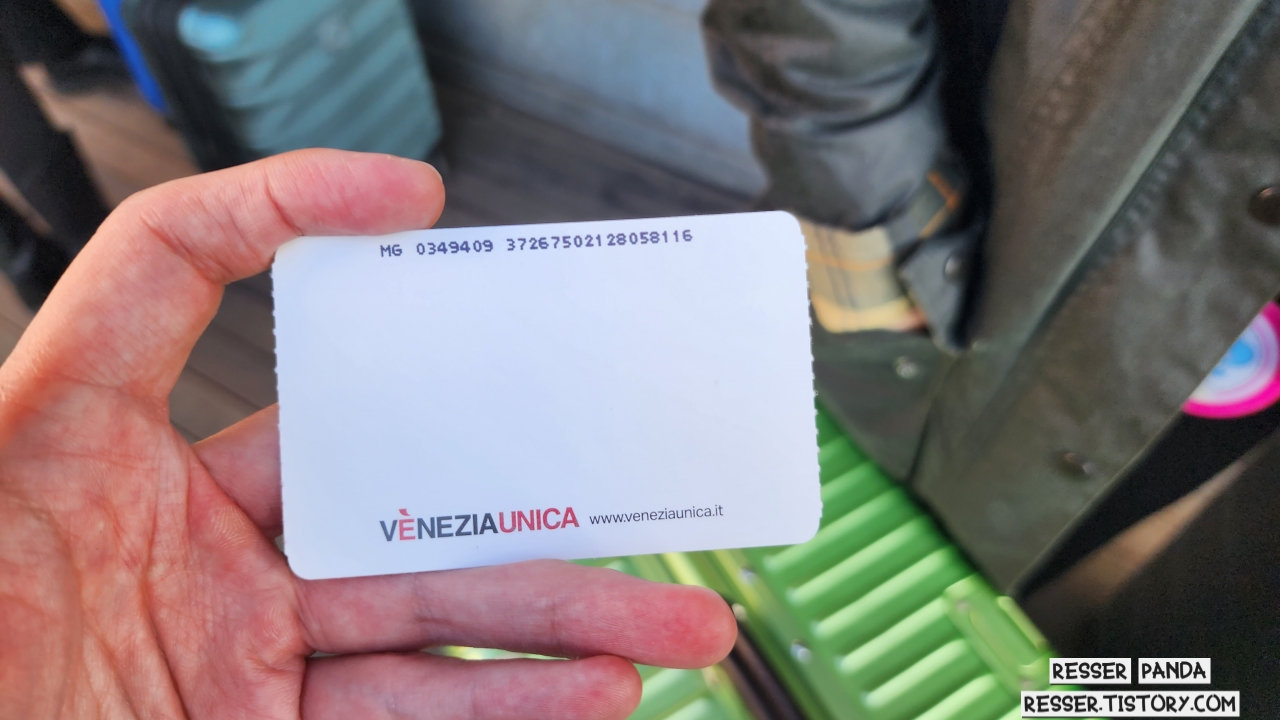 MG 0349409 37267502128058116
VÈNEZIAUNICA www.veneziaunica.it
RESSER PANDA
RESSER.TISTORY.COM